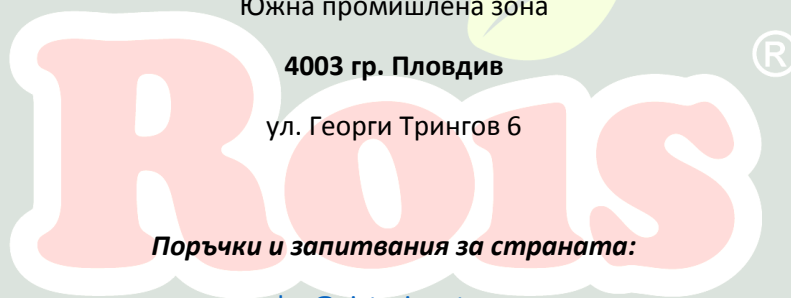 Южна промишлена зона
4003 гр. Пловдив
ул. Георги Трингов 6
Rois®
Поръчки и запитвания за страната: